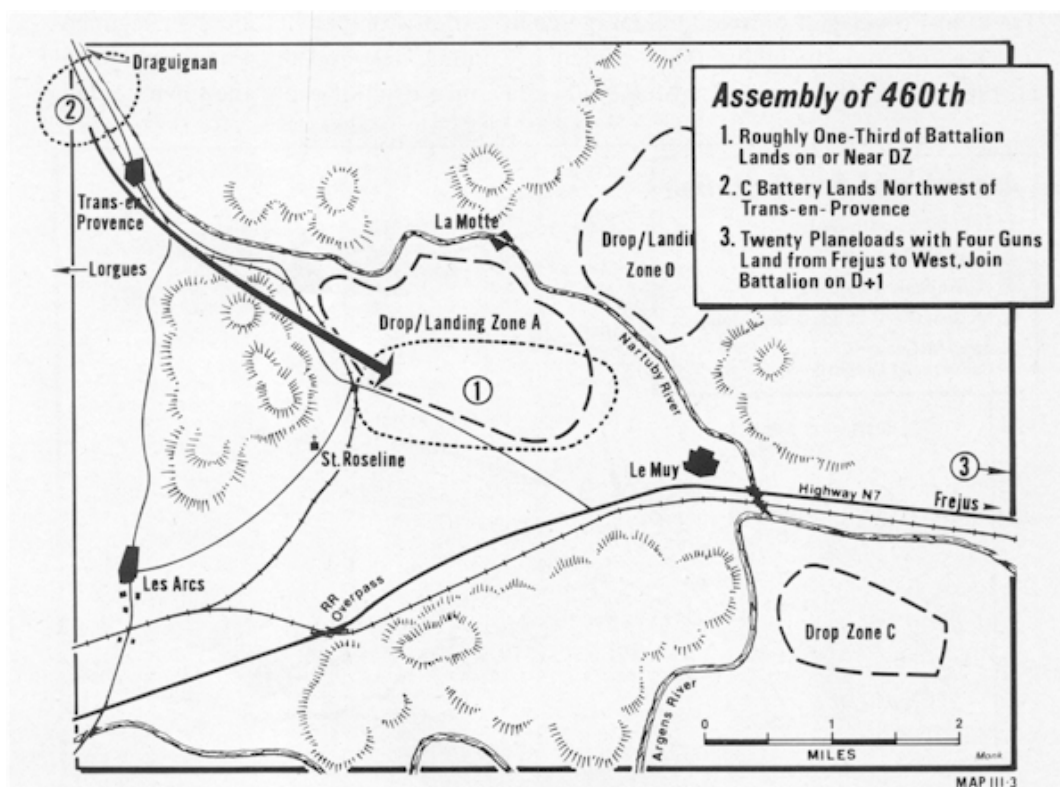 Draguignan
2
Assembly of 460th
1. Roughly One-Third of Battalion
Lands on or Near DZ
2. C Battery Lands Northwest of
Trans-en-Provence
3. Twenty Planeloads with Four Guns
Land from Frejus to West, Join
Battalion on D+1
Trans-en
Provence
La Motte
Drop/Landi
Zone O
Lorgues
Drop/Landing Zone A
Nartuby River
1
St. Roseline
Le Muy
3
Highway N7
Frejus
Les Arcs
RR
Overpass
Drop Zone C
Argens River
0 1 2
MILES
Monk
MAP III-3